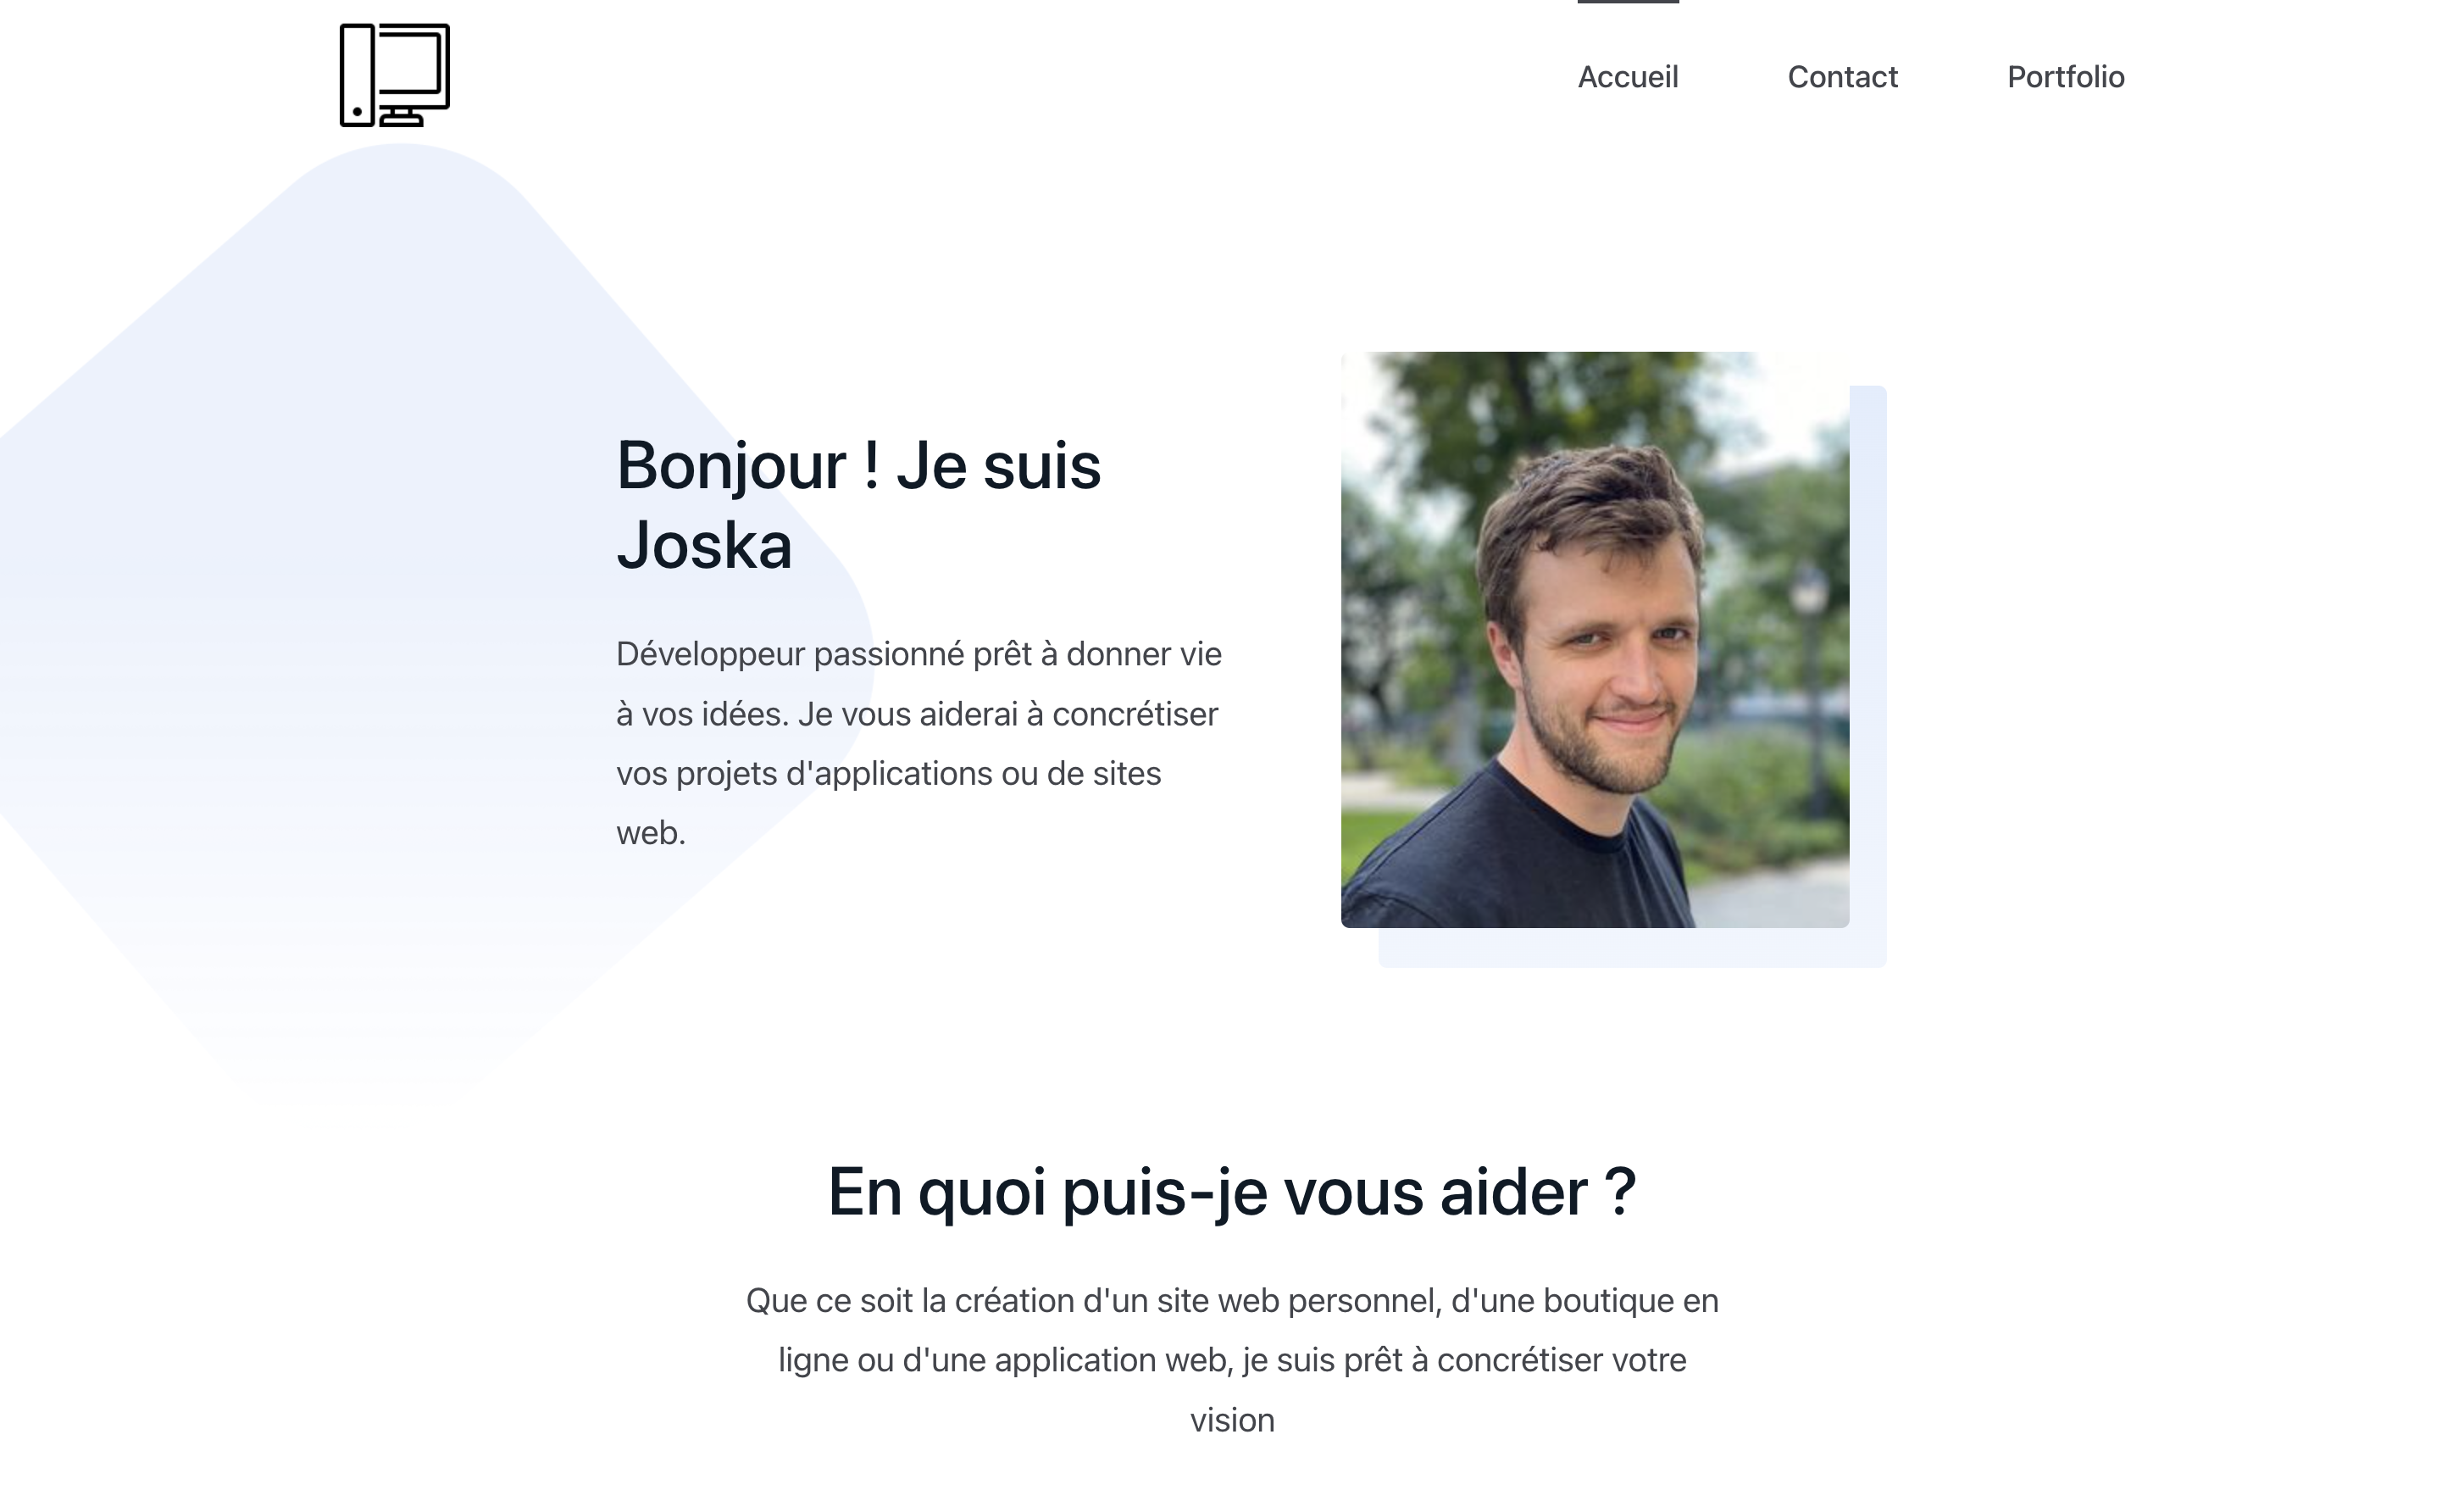 Accueil Contact Portfolio
Bonjour ! Je suis
Joska
Développeur passionné prêt à donner vie
à vos idées. Je vous aiderai à concrétiser
vos projets d'applications ou de sites
web.
En quoi puis-je vous aider ?
Que ce soit la création d'un site web personnel, d'une boutique en
ligne ou d'une application web, je suis prêt à concrétiser votre
vision